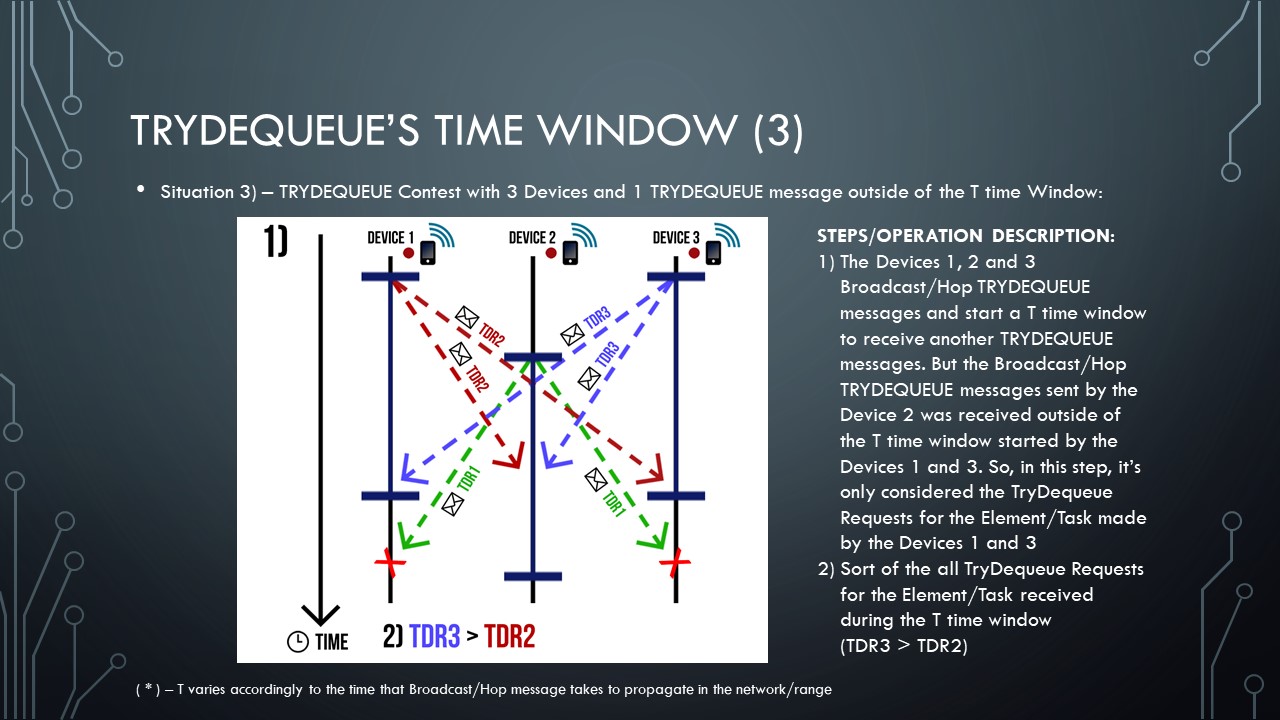 TRYDEQUEUE'S TIME WINDOW (3)
• Situation 3) – TRYDEQUEUE Contest with 3 Devices and 1 TRYDEQUEUE message outside of the T time Window:
1)
DEVICE 1
DEVICE 2
DEVICE 3
TDR2
TDR3
TDR2
TDR3
TDR1
TDR1
TIME
2) TDR3 > TDR2
STEPS/OPERATION DESCRIPTION:
1) The Devices 1, 2 and 3
Broadcast/Hop TRYDEQUEUE
messages and start a T time window
to receive another TRYDEQUEUE
messages. But the Broadcast/Hop
TRYDEQUEUE messages sent by the
Device 2 was received outside of
the T time window started by the
Devices 1 and 3. So, in this step, it's
only considered the TryDequeue
Requests for the Element/Task made
by the Devices 1 and 3
2) Sort of the all TryDequeue Requests
for the Element/Task received
during the T time window
(TDR3 > TDR2)
( * ) – T varies accordingly to the time that Broadcast/Hop message takes to propagate in the network/range